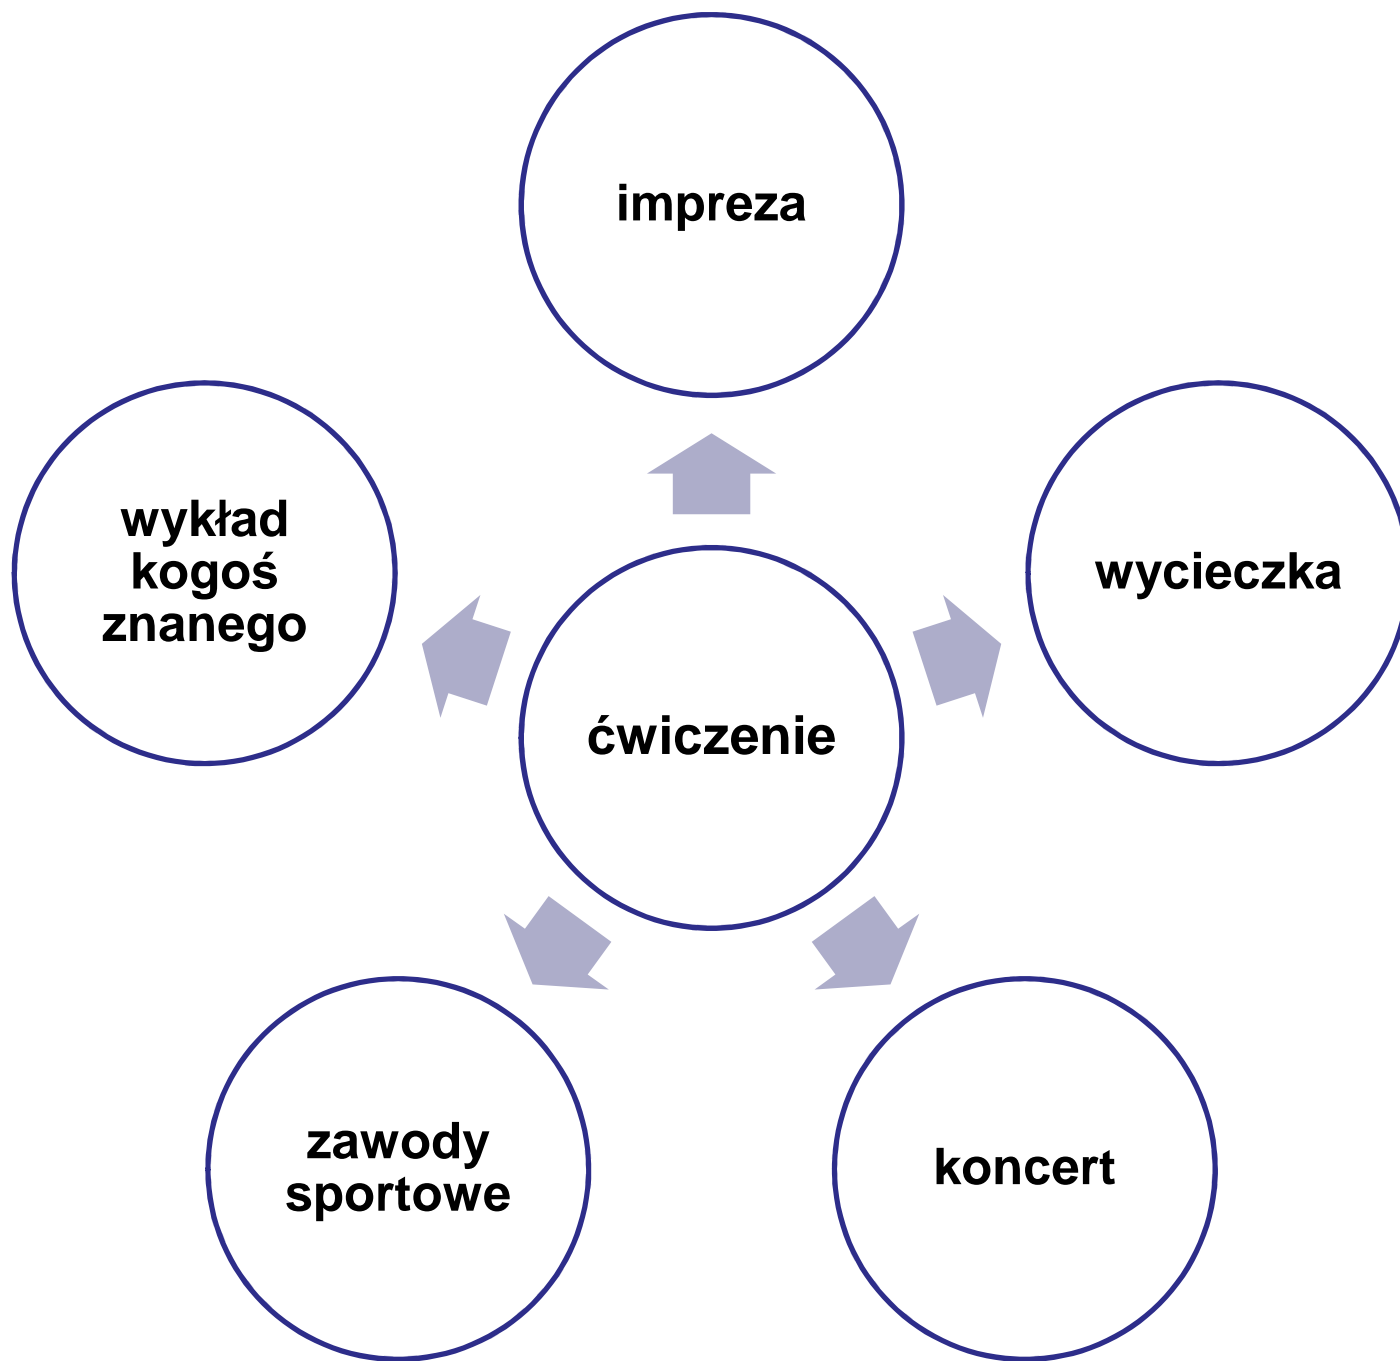 impreza
wykład
kogoś
znanego
wycieczka
ćwiczenie
zawody
sportowe
koncert